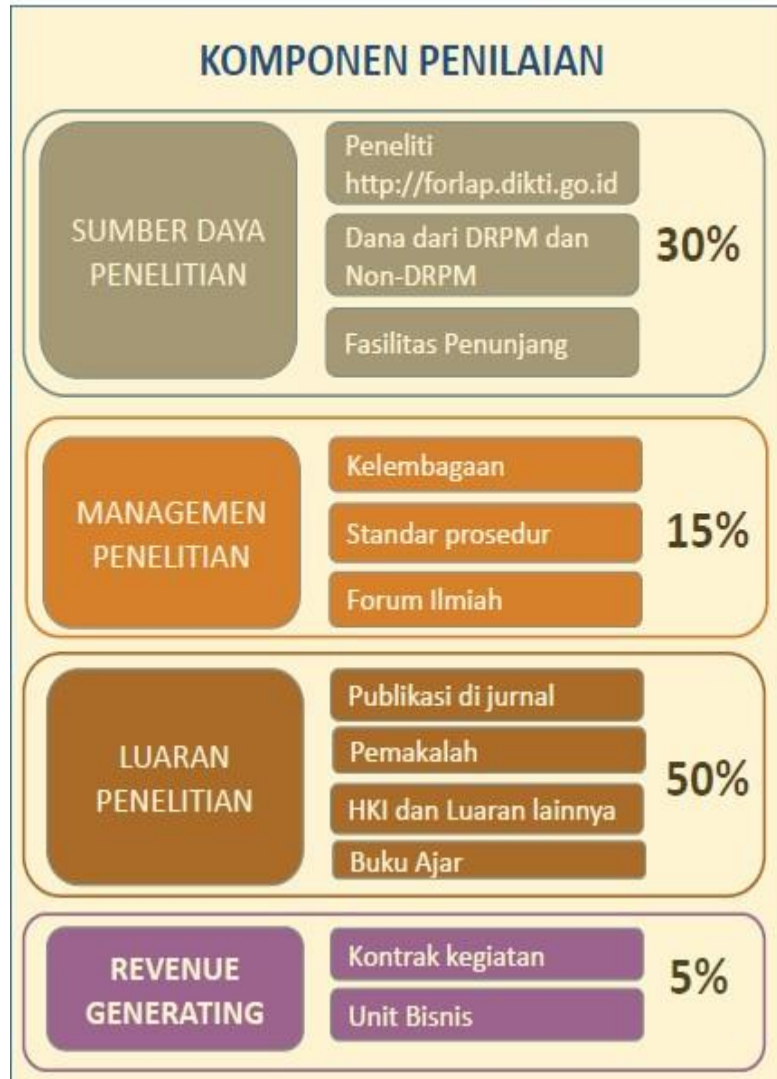 KOMPONEN PENILAIAN
SUMBER DAYA
PENELITIAN
Peneliti
http://forlap.dikti.go.id
Dana dari DRPM dan
Non-DRPM
Fasilitas Penunjang
30%
MANAGEMEN
PENELITIAN
Kelembagaan
Standar prosedur
Forum Ilmiah
15%
LUARAN
PENELITIAN
Publikasi di jurnal
Pemakalah
HKI dan Luaran lainnya
Buku Ajar
50%
REVENUE
GENERATING
Kontrak kegiatan
Unit Bisnis
5%